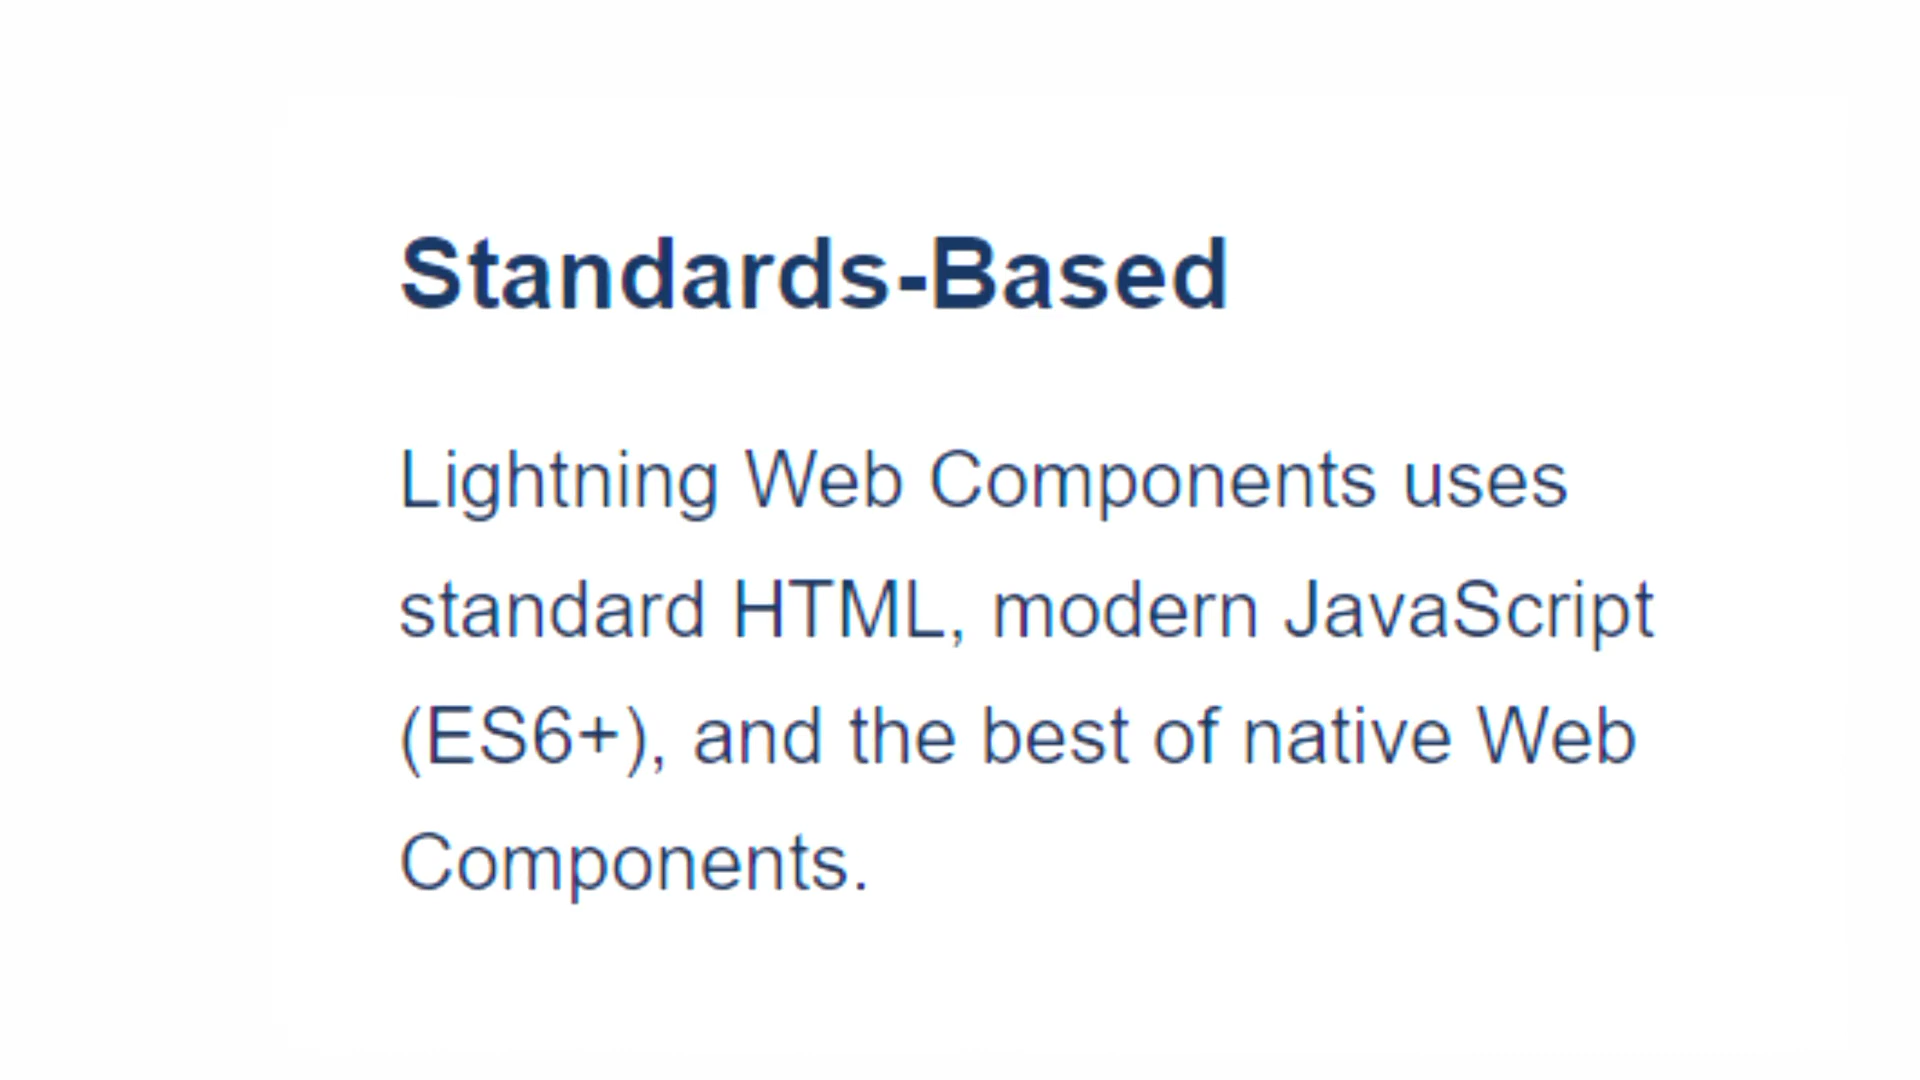 Standards-Based
Lightning Web Components uses
standard HTML, modern JavaScript
(ES6+), and the best of native Web
Components.